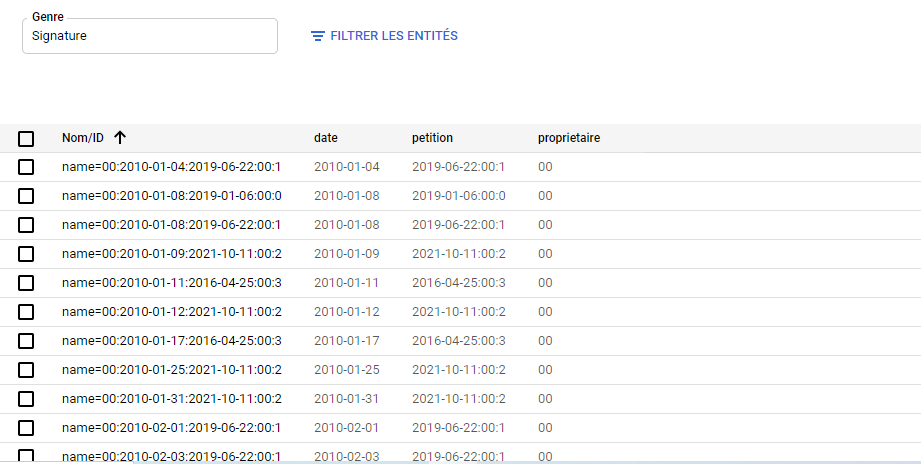 Genre
Signature
FILTRER LES ENTITÉS
Nom/ID date petition proprietaire
name=00:2010-01-04:2019-06-22:00:1 2010-01-04 2019-06-22:00:1 00
name=00:2010-01-08:2019-01-06:00:0 2010-01-08 2019-01-06:00:0 00
name=00:2010-01-08:2019-06-22:00:1 2010-01-08 2019-06-22:00:1 00
name=00:2010-01-09:2021-10-11:00:2 2010-01-09 2021-10-11:00:2 00
name=00:2010-01-11:2016-04-25:00:3 2010-01-11 2016-04-25:00:3 00
name=00:2010-01-12:2021-10-11:00:2 2010-01-12 2021-10-11:00:2 00
name=00:2010-01-17:2016-04-25:00:3 2010-01-17 2016-04-25:00:3 00
name=00:2010-01-25:2021-10-11:00:2 2010-01-25 2021-10-11:00:2 00
name=00:2010-01-31:2021-10-11:00:2 2010-01-31 2021-10-11:00:2 00
name=00:2010-02-01:2019-06-22:00:1 2010-02-01 2019-06-22:00:1 00
name=00:2010-02-03:2019-06-22:00:1 2010-02-03 2019-06-22:00:1 00